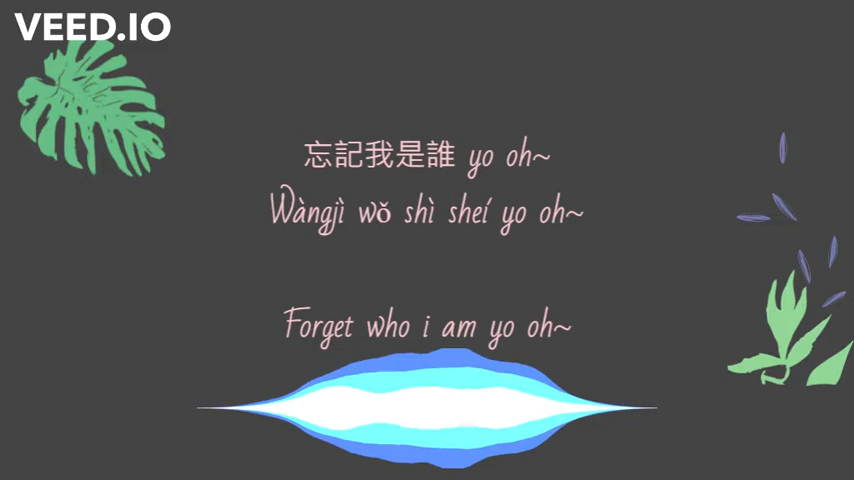 VEED.IO
忘記我是誰 yo oh~
Wàngjì wǒ shì sheí yo oh~
Forget who i am yo oh~